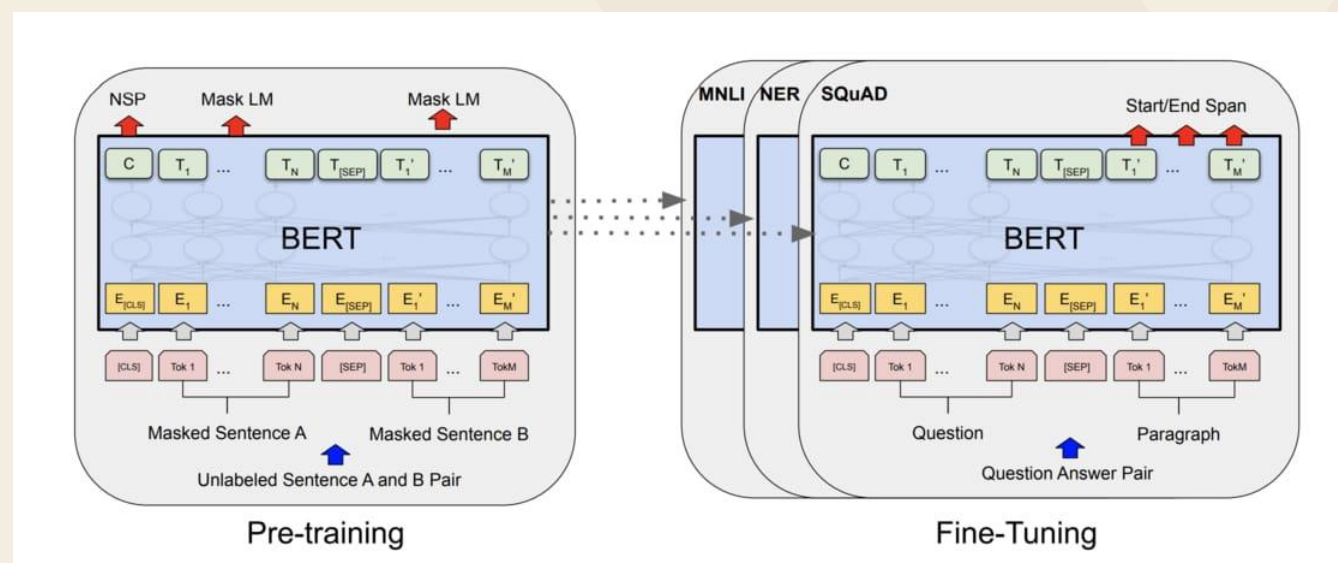 NSP Mask LM Mask LM
C T1 ... TN T[SEP] T1' ... TM'
BERT
E[CLS] E1 ... EN E[SEP] E1' ... EM'
[CLS] Tok 1 ... Tok N [SEP] Tok 1 ... TokM
Masked Sentence A Masked Sentence B
Unlabeled Sentence A and B Pair
Pre-training
MNLI NER SQuAD
Start/End Span
C T1 ... TN T[SEP] T1' ... TM'
BERT
E[CLS] E1 ... EN E[SEP] E1' ... EM'
[CLS] Tok 1 ... Tok N [SEP] Tok 1 ... TokM
Question Paragraph
Question Answer Pair
Fine-Tuning